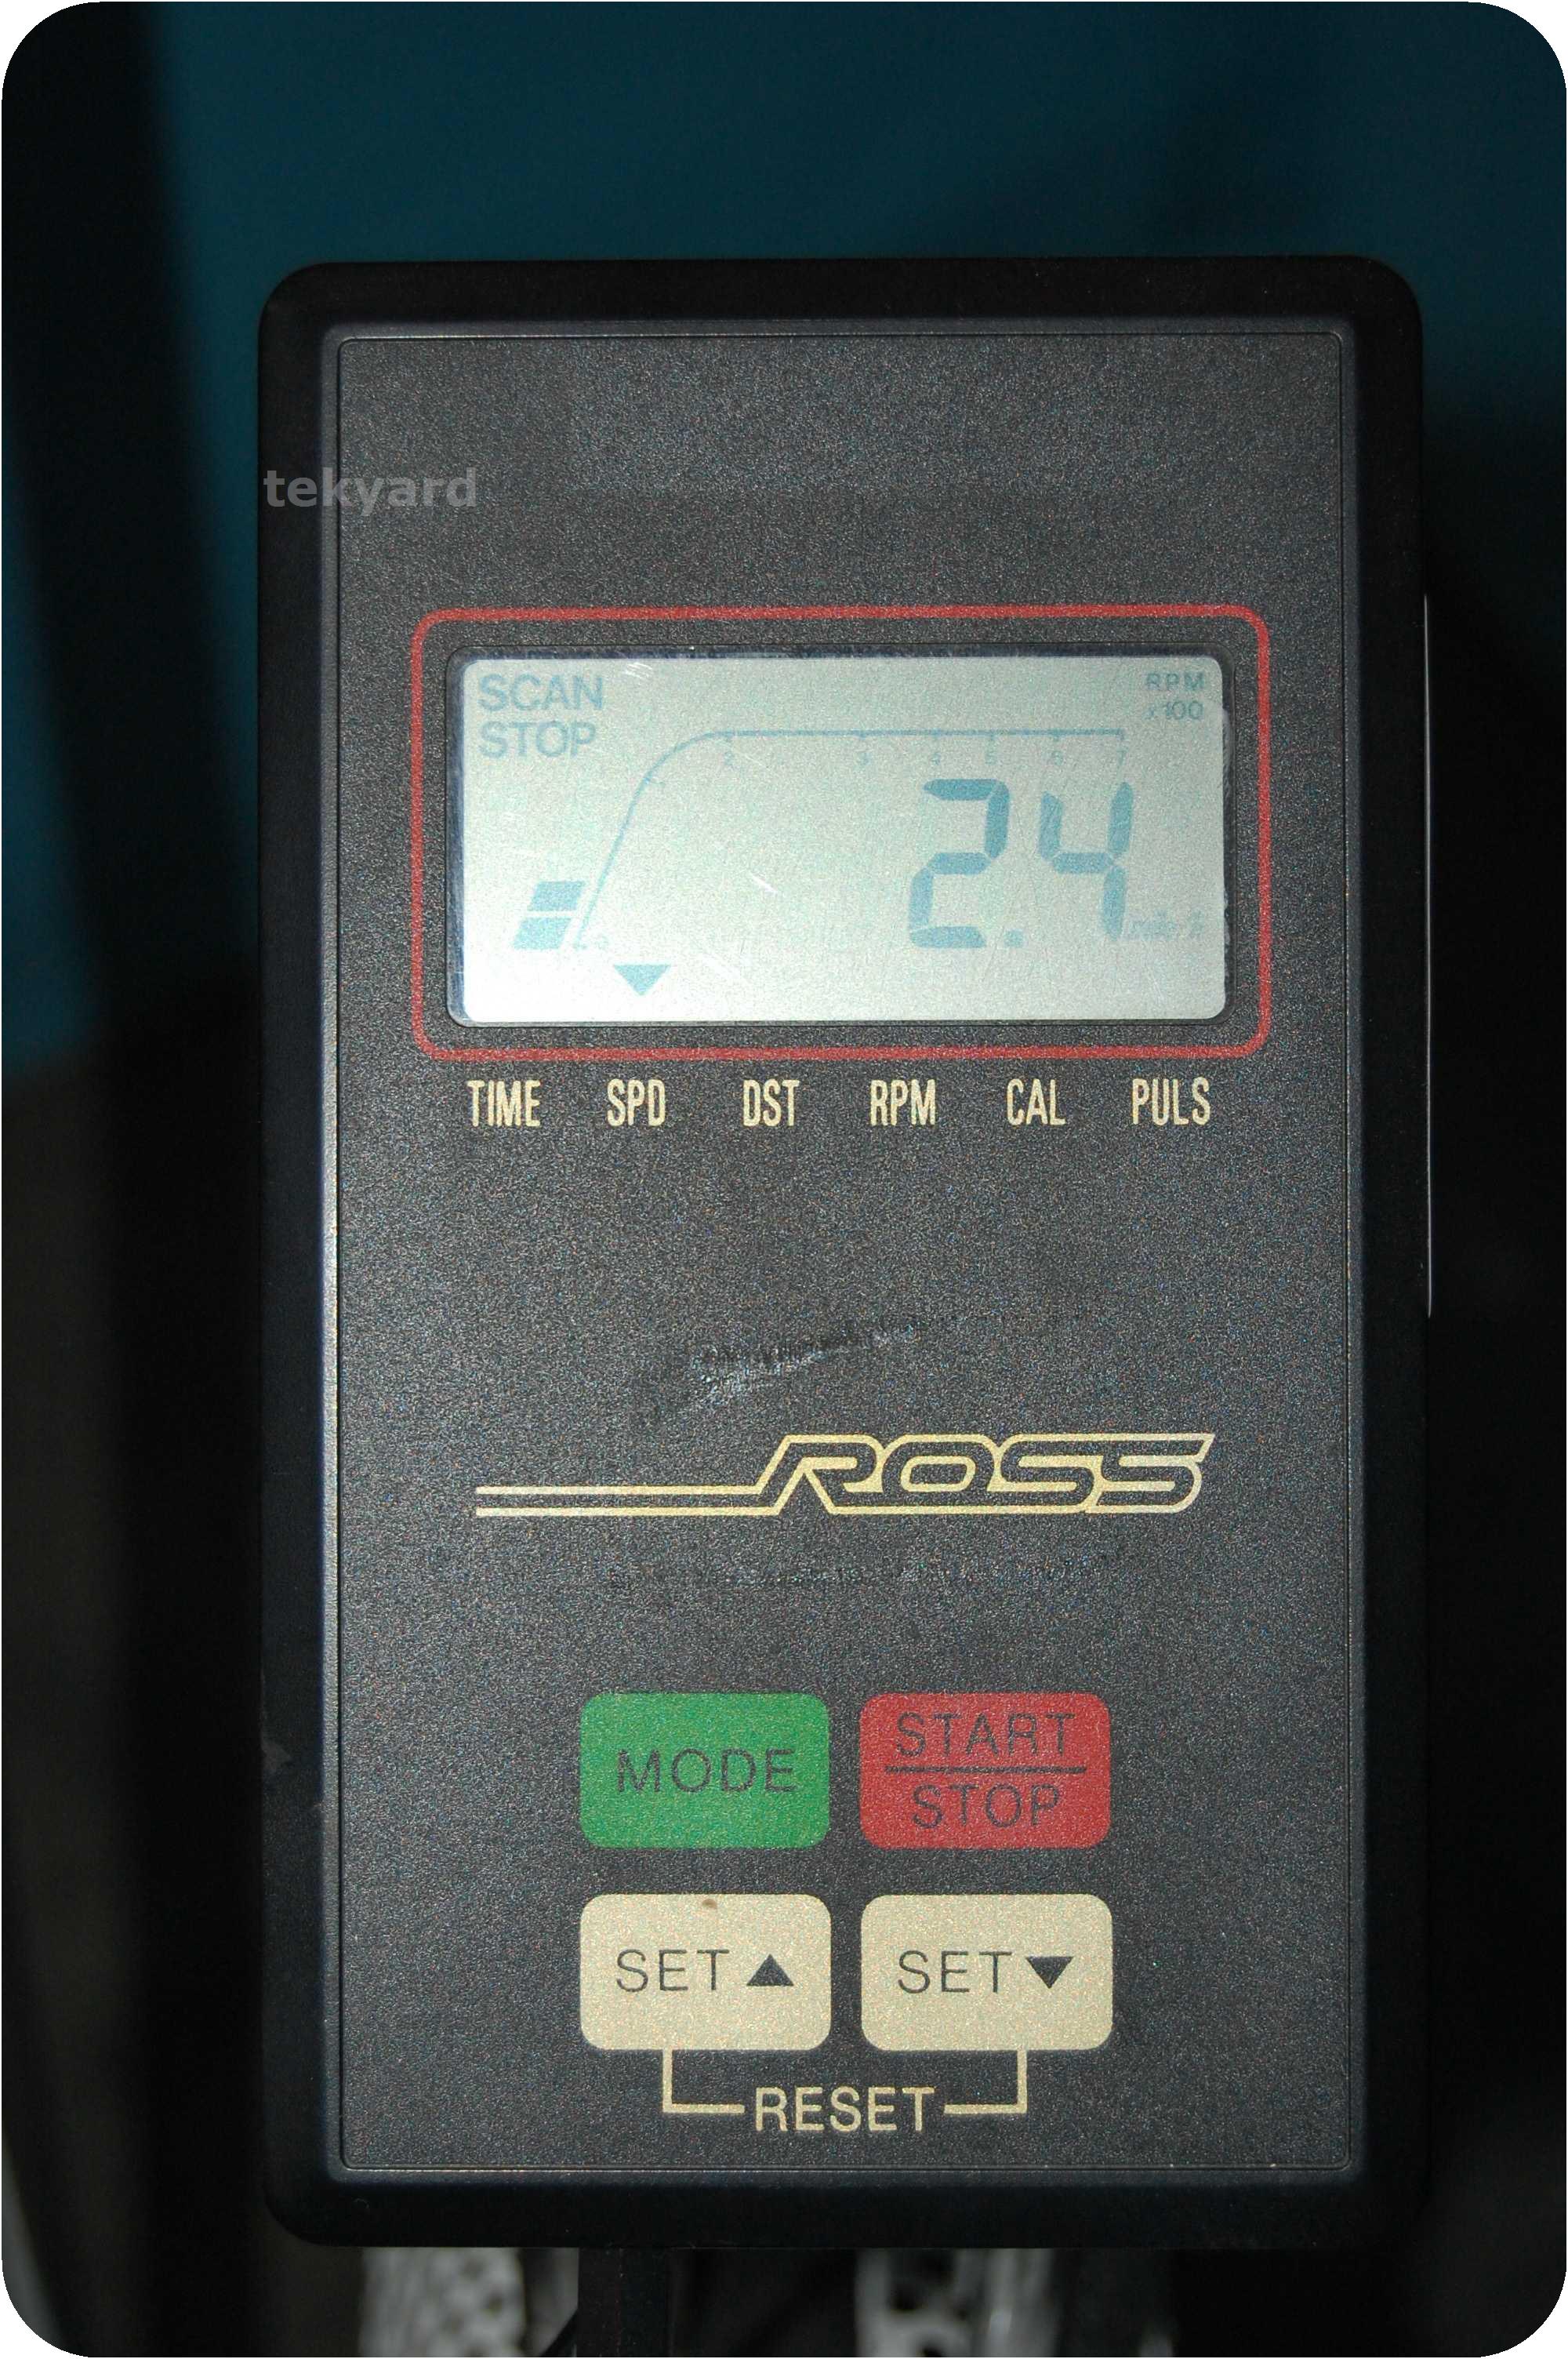 tekyard
SCAN
STOP
RPM
x100
2 3 4 5 6 7
2.4
TIME SPD DST RPM CAL PULS
ROSS
MODE
START
STOP
SET ▲ SET ▼
RESET